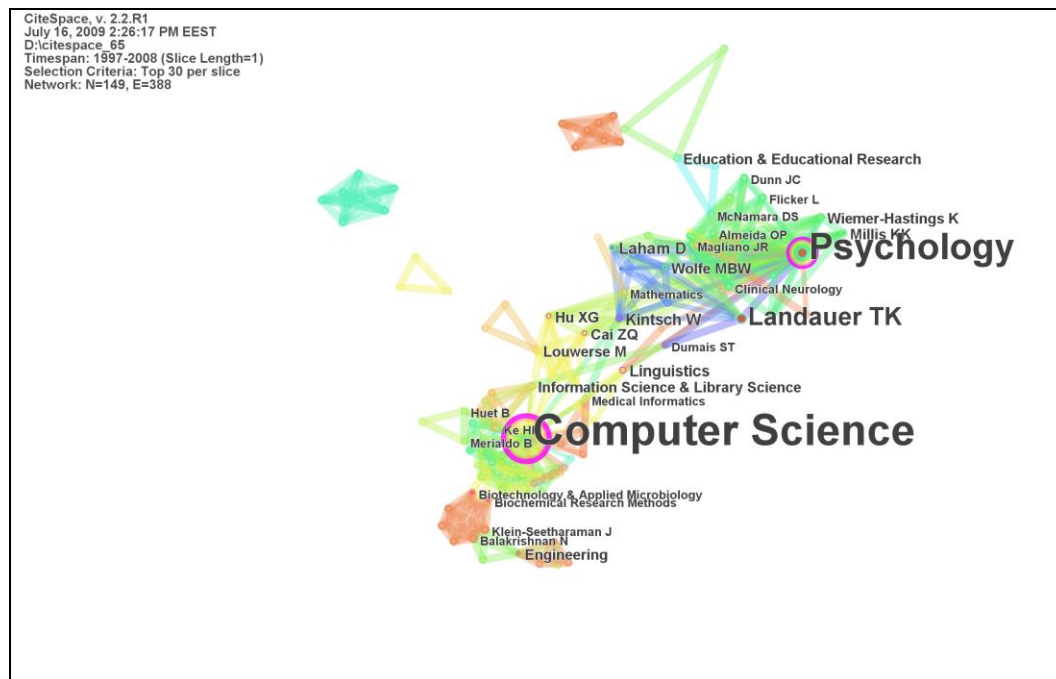 CiteSpace, v. 2.2.R1
July 16, 2009 2:26:17 PM EEST
D:\citespace_65
Timespan: 1997-2008 (Slice Length=1)
Selection Criteria: Top 30 per slice
Network: N=149, E=388
Education & Educational Research
Dunn JC
Flicker L
McNamara DS
Wiemer-Hastings K
Almeida OP
Millis KK
Magliano JR
Psychology
Laham D
Wolfe MBW
Clinical Neurology
Mathematics
Hu XG
Kintsch W
Landauer TK
Cai ZQ
Dumais ST
Louwerse M
Linguistics
Information Science & Library Science
Medical Informatics
Huet B
Ke
Computer Science
Merialdo B
Biotechnology & Applied Microbiology
Biochemical Research Methods
Klein-Seetharaman J
Balakrishnan N
Engineering